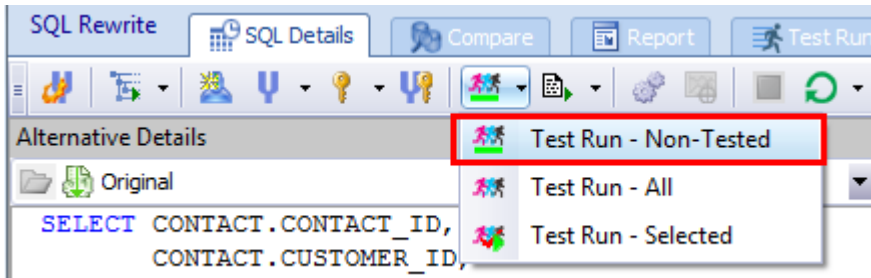 SQL Rewrite SQL Details Compare Report Test Run
Alternative Details
Test Run - Non-Tested
Original
Test Run - All
SELECT CONTACT.CONTACT_ID,
Test Run - Selected
CONTACT.CUSTOMER_ID,